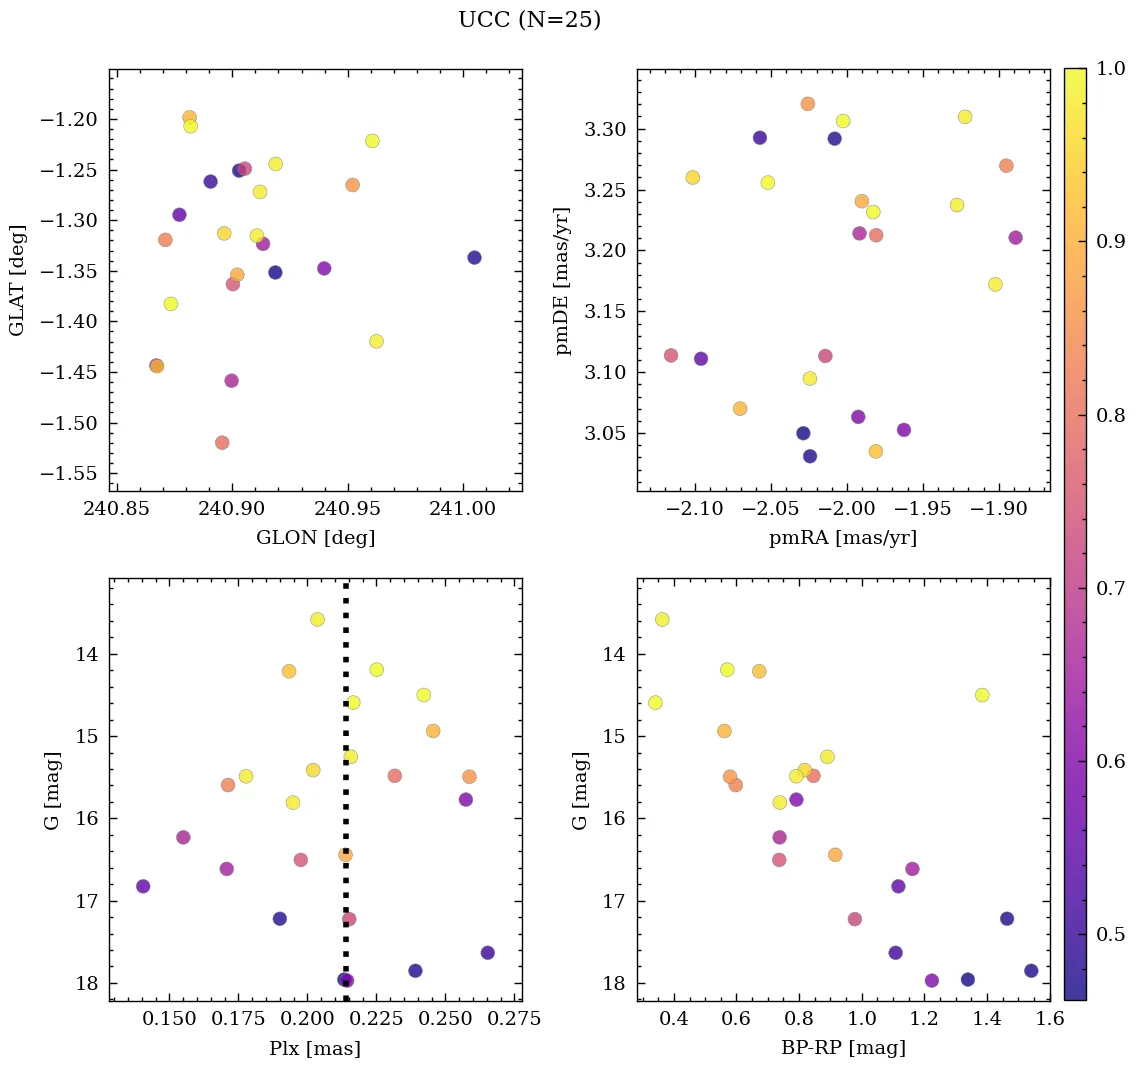 UCC (N=25)
−1.20
−1.25
−1.30
−1.35
−1.40
−1.45
−1.50
−1.55
GLAT [deg]
240.85 240.90 240.95 241.00
GLON [deg]
3.30
3.25
3.20
3.15
3.10
3.05
pmDE [mas/yr]
−2.10 −2.05 −2.00 −1.95 −1.90
pmRA [mas/yr]
14
15
16
17
18
G [mag]
0.150 0.175 0.200 0.225 0.250 0.275
Plx [mas]
14
15
16
17
18
G [mag]
0.4 0.6 0.8 1.0 1.2 1.4 1.6
BP-RP [mag]
1.0
0.9
0.8
0.7
0.6
0.5